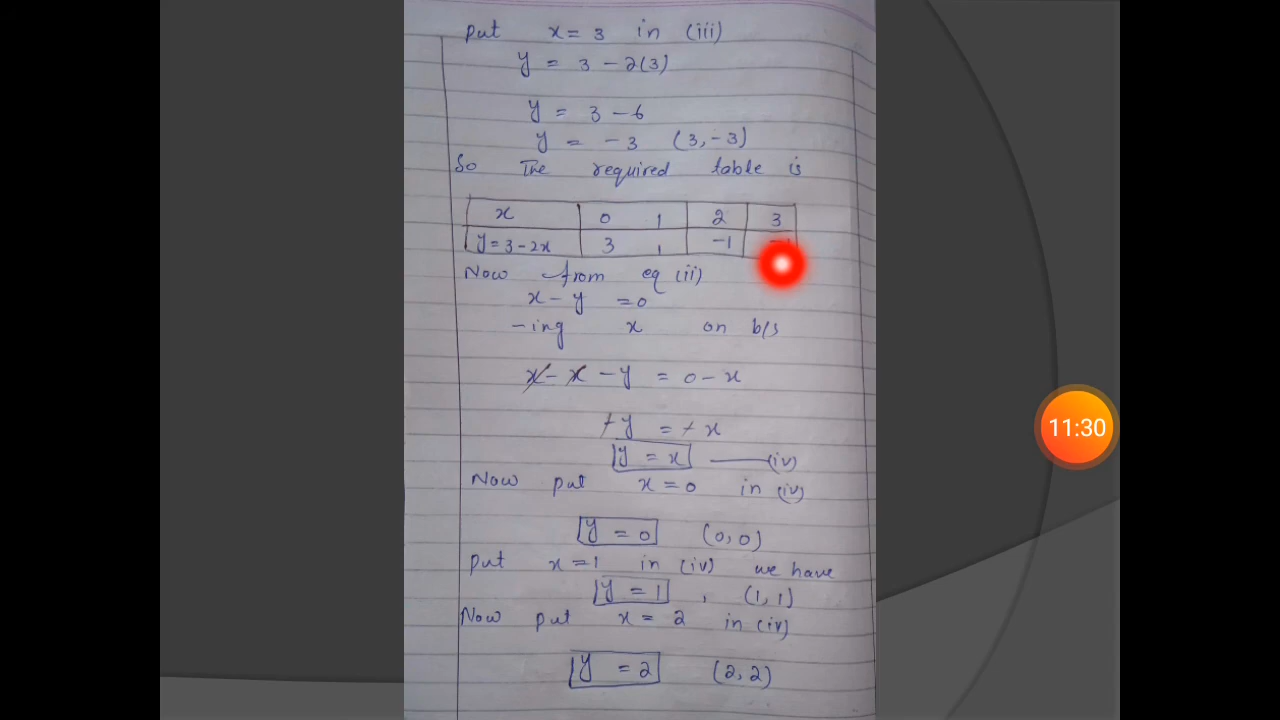 put x = 3 in (iii)
y = 3 - 2(3)
y = 3 - 6
y = -3 (3, -3)
So The required table is
x 0 1 2 3
y = 3 - 2x 3 1 -1
Now from eq (ii)
x - y = 0
-ing x on b/s
x - x - y = 0 - x
-y = -x
y = x (iv)
Now put x = 0 in (iv)
y = 0 (0, 0)
put x = 1 in (iv) we have
y = 1 , (1, 1)
Now put x = 2 in (iv)
y = 2 (2, 2)
11:30